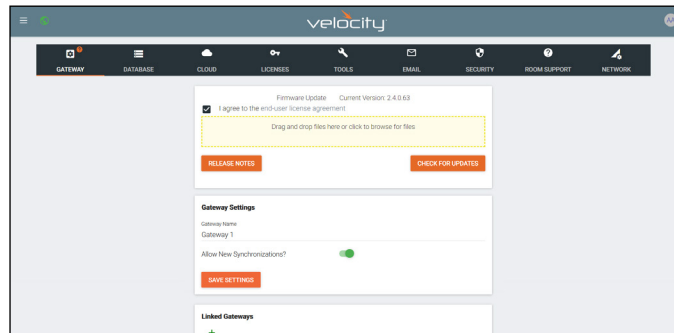 velocity
GATEWAY DATABASE CLOUD LICENSES TOOLS EMAIL SECURITY ROOM SUPPORT NETWORK
Firmware Update Current Version: 2.4.0.63
I agree to the end-user license agreement
Drag and drop files here or click to browse for files
RELEASE NOTES CHECK FOR UPDATES
Gateway Settings
Gateway Name
Gateway 1
Allow New Synchronizations?
SAVE SETTINGS
Linked Gateways